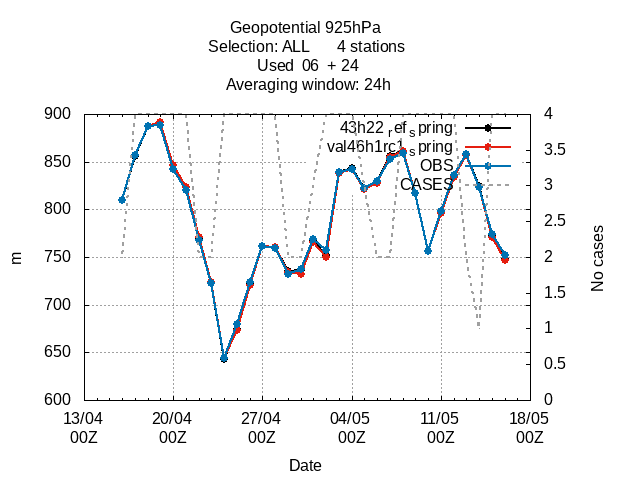 Geopotential 925hPa
Selection: ALL 4 stations
Used 06 + 24
Averaging window: 24h
43h22_ref_spring
val46h1rc1_spring
OBS
CASES
900
850
800
750
700
650
600
4
3.5
3
2.5
2
1.5
1
0.5
0
m
No cases
13/04 20/04 27/04 04/05 11/05 18/05
00Z 00Z 00Z 00Z 00Z 00Z
Date